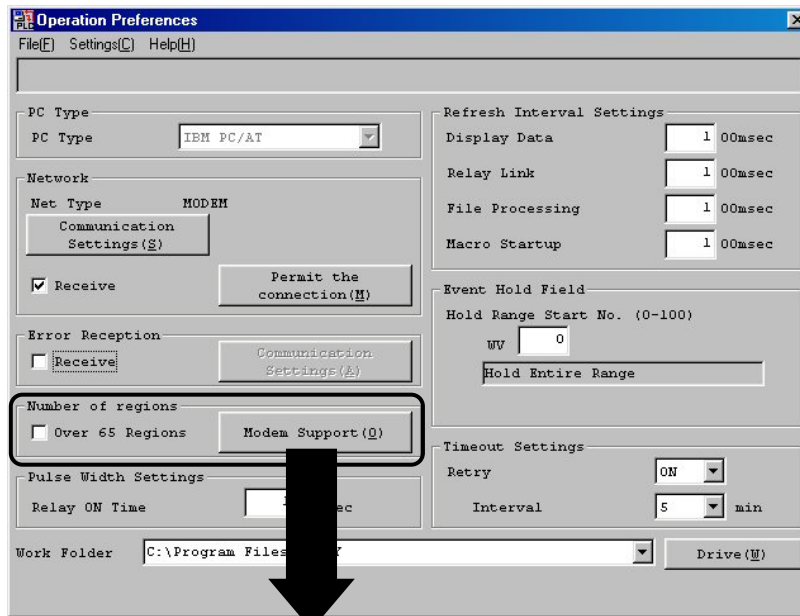 Operation Preferences
File(F) Settings(C) Help(H)
PC Type
PC Type IBM PC/AT
Network
Net Type MODEM
Communication
Settings(S)
Receive
Permit the
connection(M)
Error Reception
Receive
Communication
Settings(A)
Number of regions
Over 65 Regions
Modem Support(O)
Pulse Width Settings
Relay ON Time
Refresh Interval Settings
Display Data 1 00msec
Relay Link 1 00msec
File Processing 1 00msec
Macro Startup 1 00msec
Event Hold Field
Hold Range Start No. (0-100)
WV 0
Hold Entire Range
Timeout Settings
Retry ON
Interval 5 min
Work Folder C:\Program Files
Drive(W)